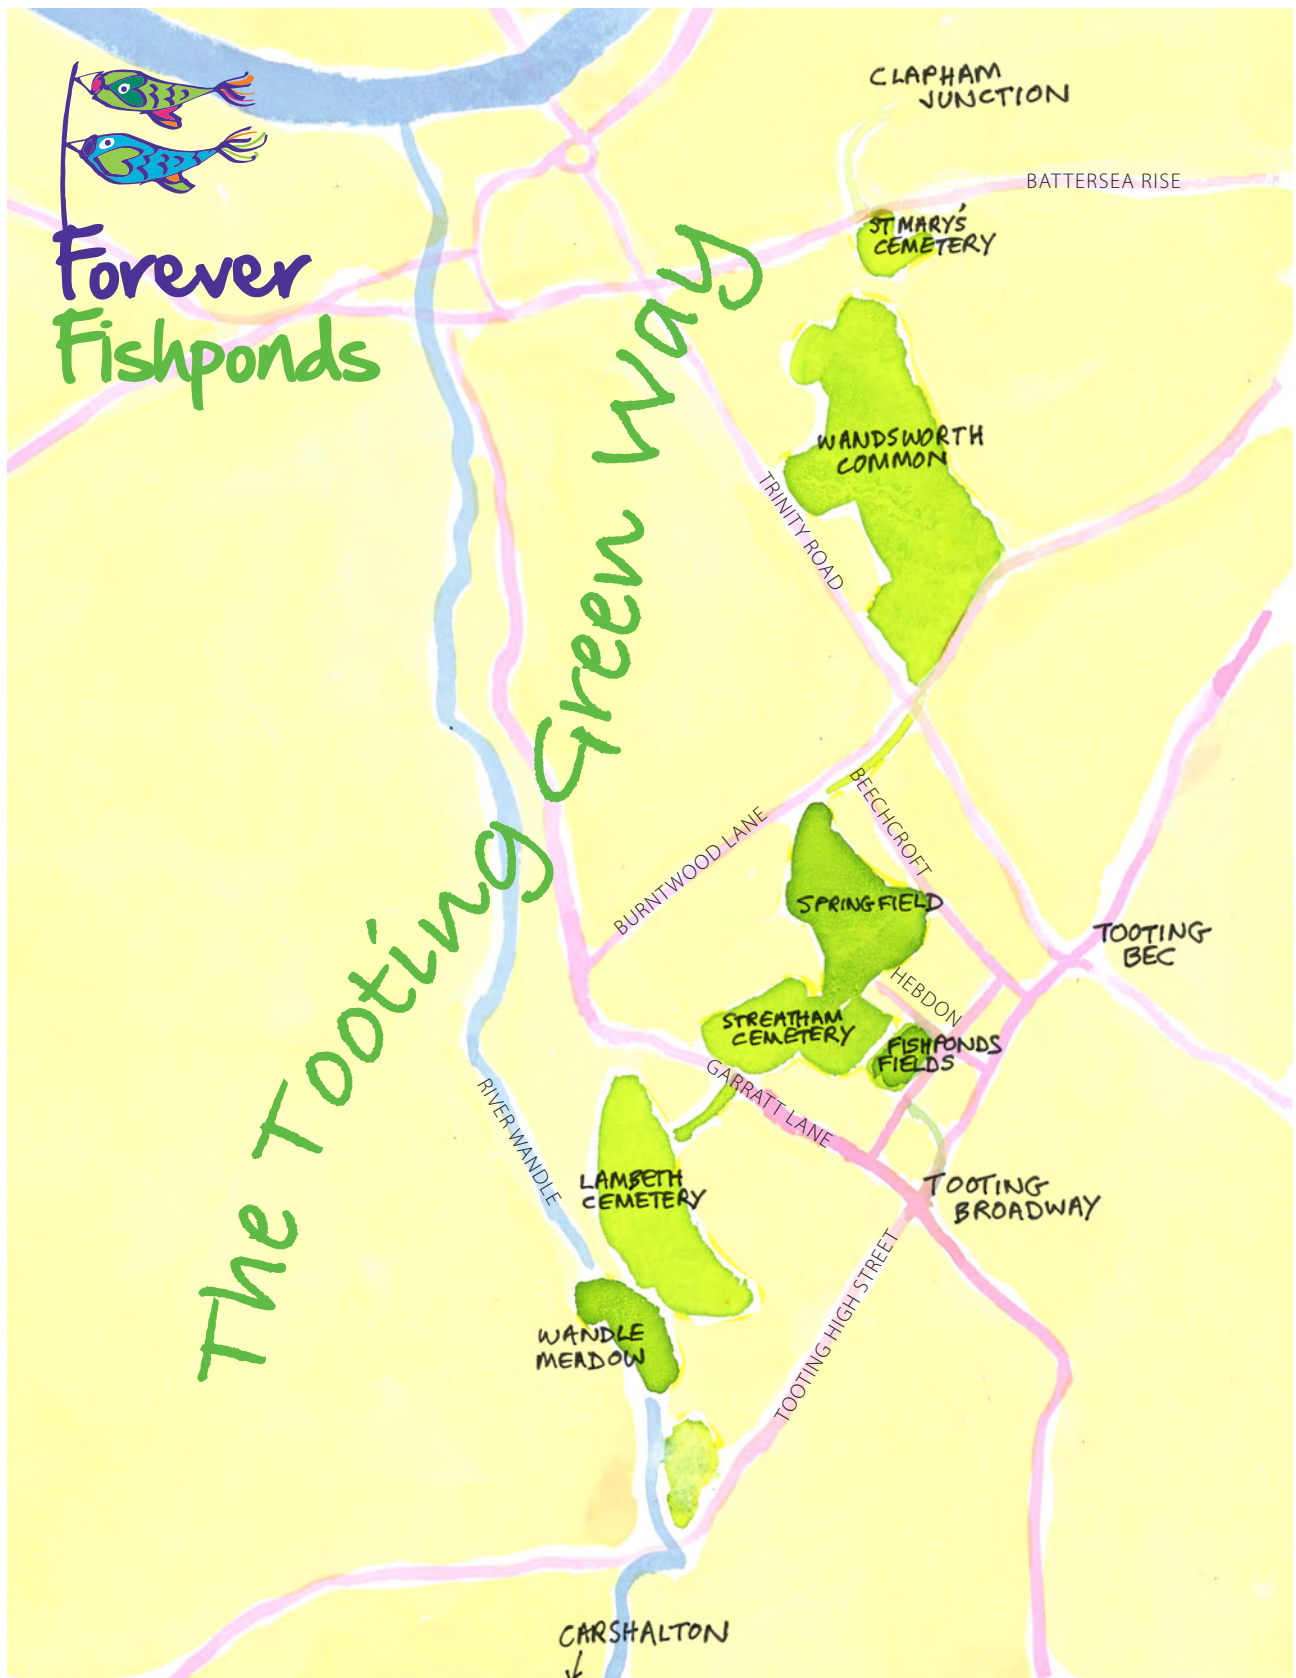 CLAPHAM
JUNCTION
BATTERSEA RISE
ST MARY'S
CEMETERY
Forever
Fishponds
The Tooting Green Way
WANDSWORTH
COMMON
TRINITY ROAD
BEECHCROFT
BURNTWOOD LANE
SPRINGFIELD
TOOTING
BEC
HEBDON
STREATHAM
CEMETERY
FISHPONDS
FIELDS
GARRATT LANE
RIVER WANDLE
LAMBETH
CEMETERY
TOOTING
BROADWAY
TOOTING HIGH STREET
WANDLE
MEADOW
CARSHALTON